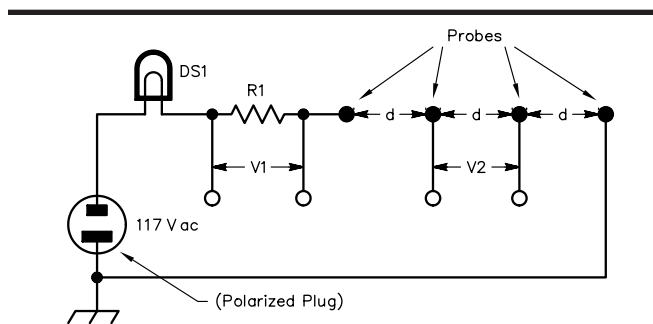 Probes
DS1
R1
d
d
d
V1
V2
117 Vac
(Polarized Plug)